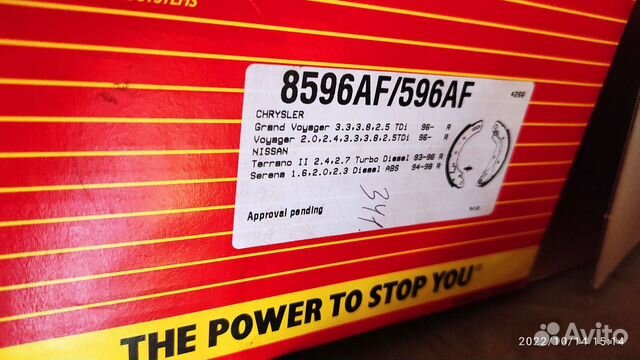 SYSTEMS
8596AF/596AF
4266
CHRYSLER
Grand Voyager 3.3,3.8,2.5 TDi 96- R
Voyager 2.0,2.4,3.3,3.8,2.5TDi 96- R
NISSAN
Terrano II 2.4,2.7 Turbo Diesel 93-98 R
Serena 1.6,2.0,2.3 Diesel ABS 94-98 R
341
Approval pending
THE POWER TO STOP YOU
2022/10/14 15:14
Avito